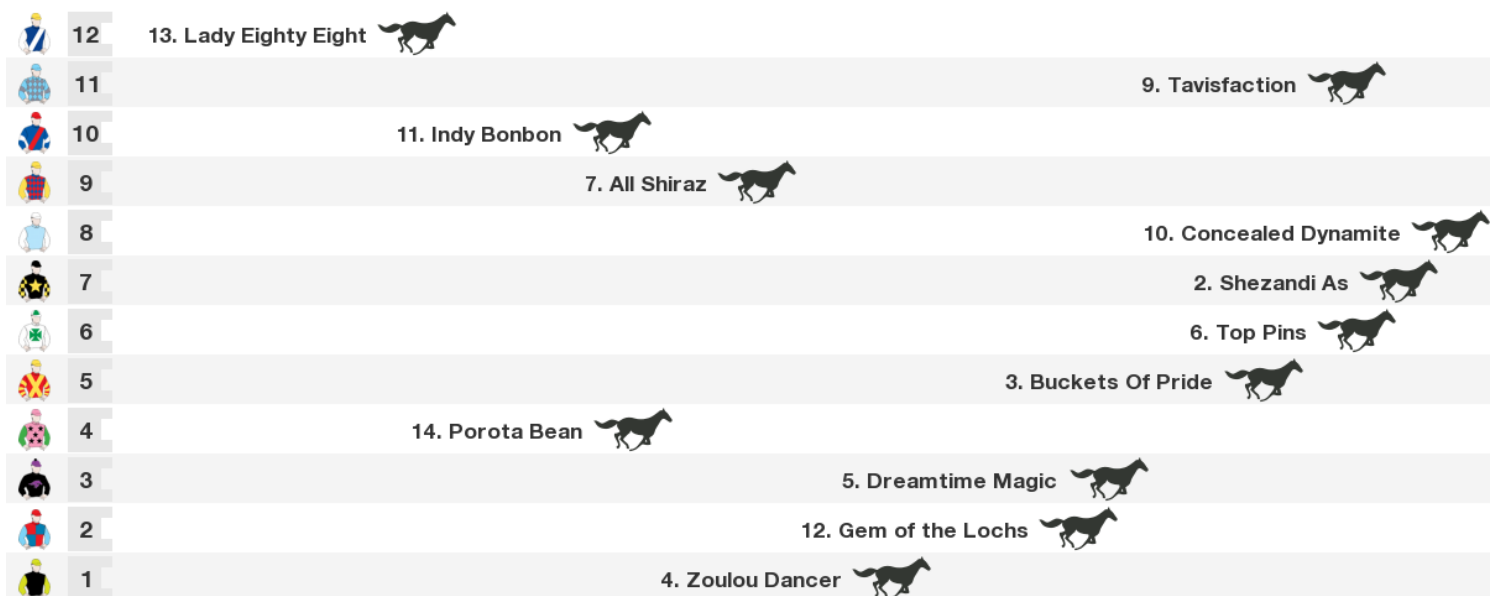 12 13. Lady Eighty Eight
11 9. Tavisfaction
10 11. Indy Bonbon
9 7. All Shiraz
8 10. Concealed Dynamite
7 2. Shezandi As
6 6. Top Pins
5 3. Buckets Of Pride
4 14. Porota Bean
3 5. Dreamtime Magic
2 12. Gem of the Lochs
1 4. Zoulou Dancer